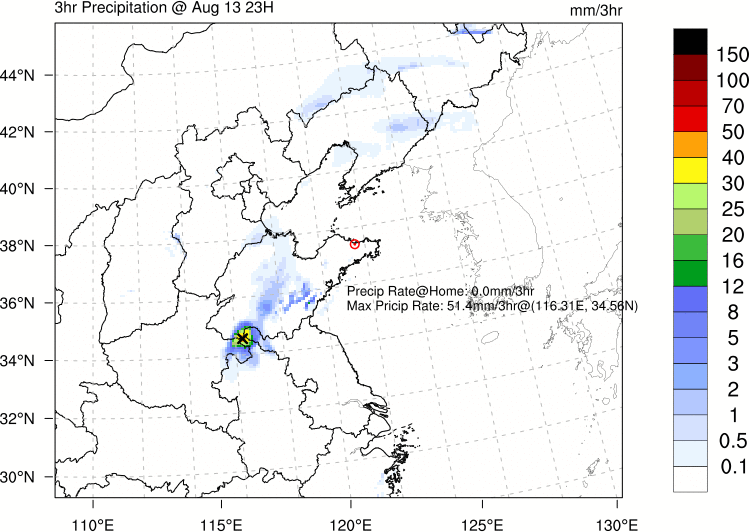 3hr Precipitation @ Aug 13 23H
mm/3hr
44°N
42°N
40°N
38°N
36°N
34°N
32°N
30°N
110°E
115°E
120°E
125°E
130°E
Precip Rate@Home: 0.0mm/3hr
Max Pricip Rate: 51.4mm/3hr@(116.31E, 34.56N)
150
100
70
50
40
30
25
20
16
12
8
5
3
2
1
0.5
0.1